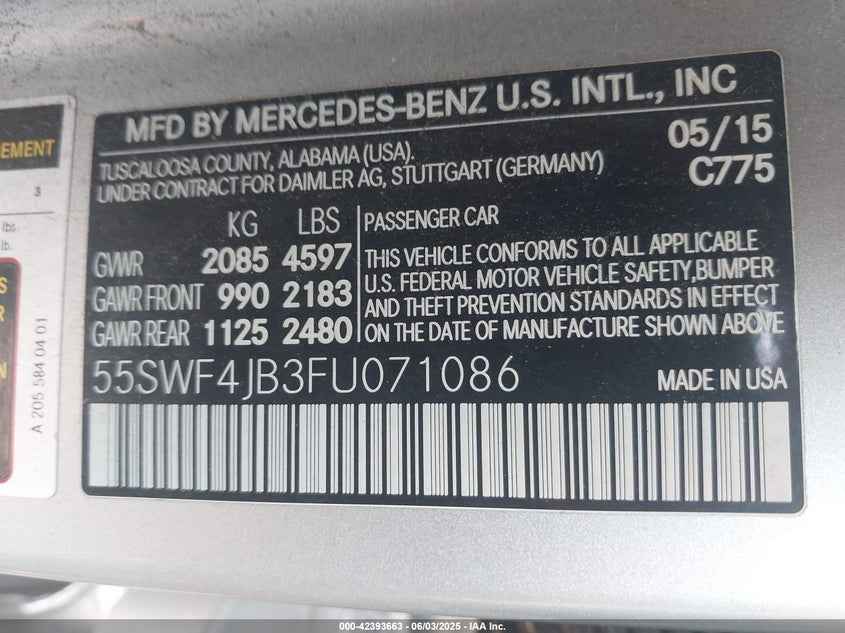 EMENT
3
lbs.
lb.
S
R
N
A 205 584 04 01
MFD BY MERCEDES-BENZ U.S. INTL., INC
TUSCALOOSA COUNTY, ALABAMA (USA).
UNDER CONTRACT FOR DAIMLER AG, STUTTGART (GERMANY)
05/15
C775
KG LBS
GVWR 2085 4597
GAWR FRONT 990 2183
GAWR REAR 1125 2480
PASSENGER CAR
THIS VEHICLE CONFORMS TO ALL APPLICABLE
U.S. FEDERAL MOTOR VEHICLE SAFETY,BUMPER
AND THEFT PREVENTION STANDARDS IN EFFECT
ON THE DATE OF MANUFACTURE SHOWN ABOVE
55SWF4JB3FU071086 MADE IN USA
000-42393663 | 06/03/2025 - IAA Inc.